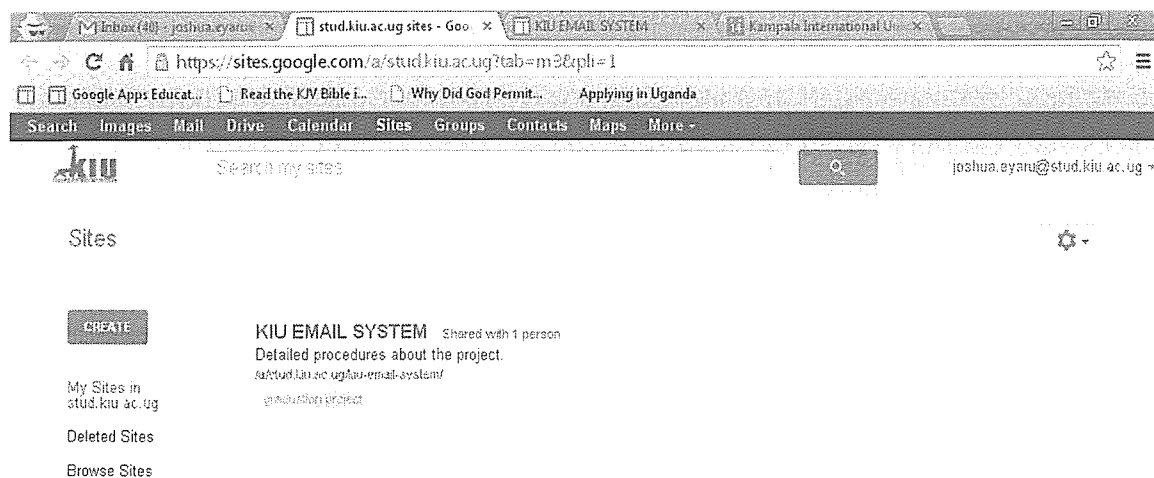 Inbox (40) - joshua.eyaru stud.kiu.ac.ug sites - Goo KIU EMAIL SYSTEM Kampala International Un
https://sites.google.com/a/stud.kiu.ac.ug?tab=m3&pli=1
Google Apps Educat... Read the KJV Bible i... Why Did God Permit... Applying in Uganda
Search Images Mail Drive Calendar Sites Groups Contacts Maps More
kiu Search my sites joshua.eyaru@stud.kiu.ac.ug
Sites
CREATE
KIU EMAIL SYSTEM Shared with 1 person
Detailed procedures about the project.
/a/stud.kiu.ac.ug/kiu-email-system/
graduation project
My Sites in
stud.kiu.ac.ug
Deleted Sites
Browse Sites